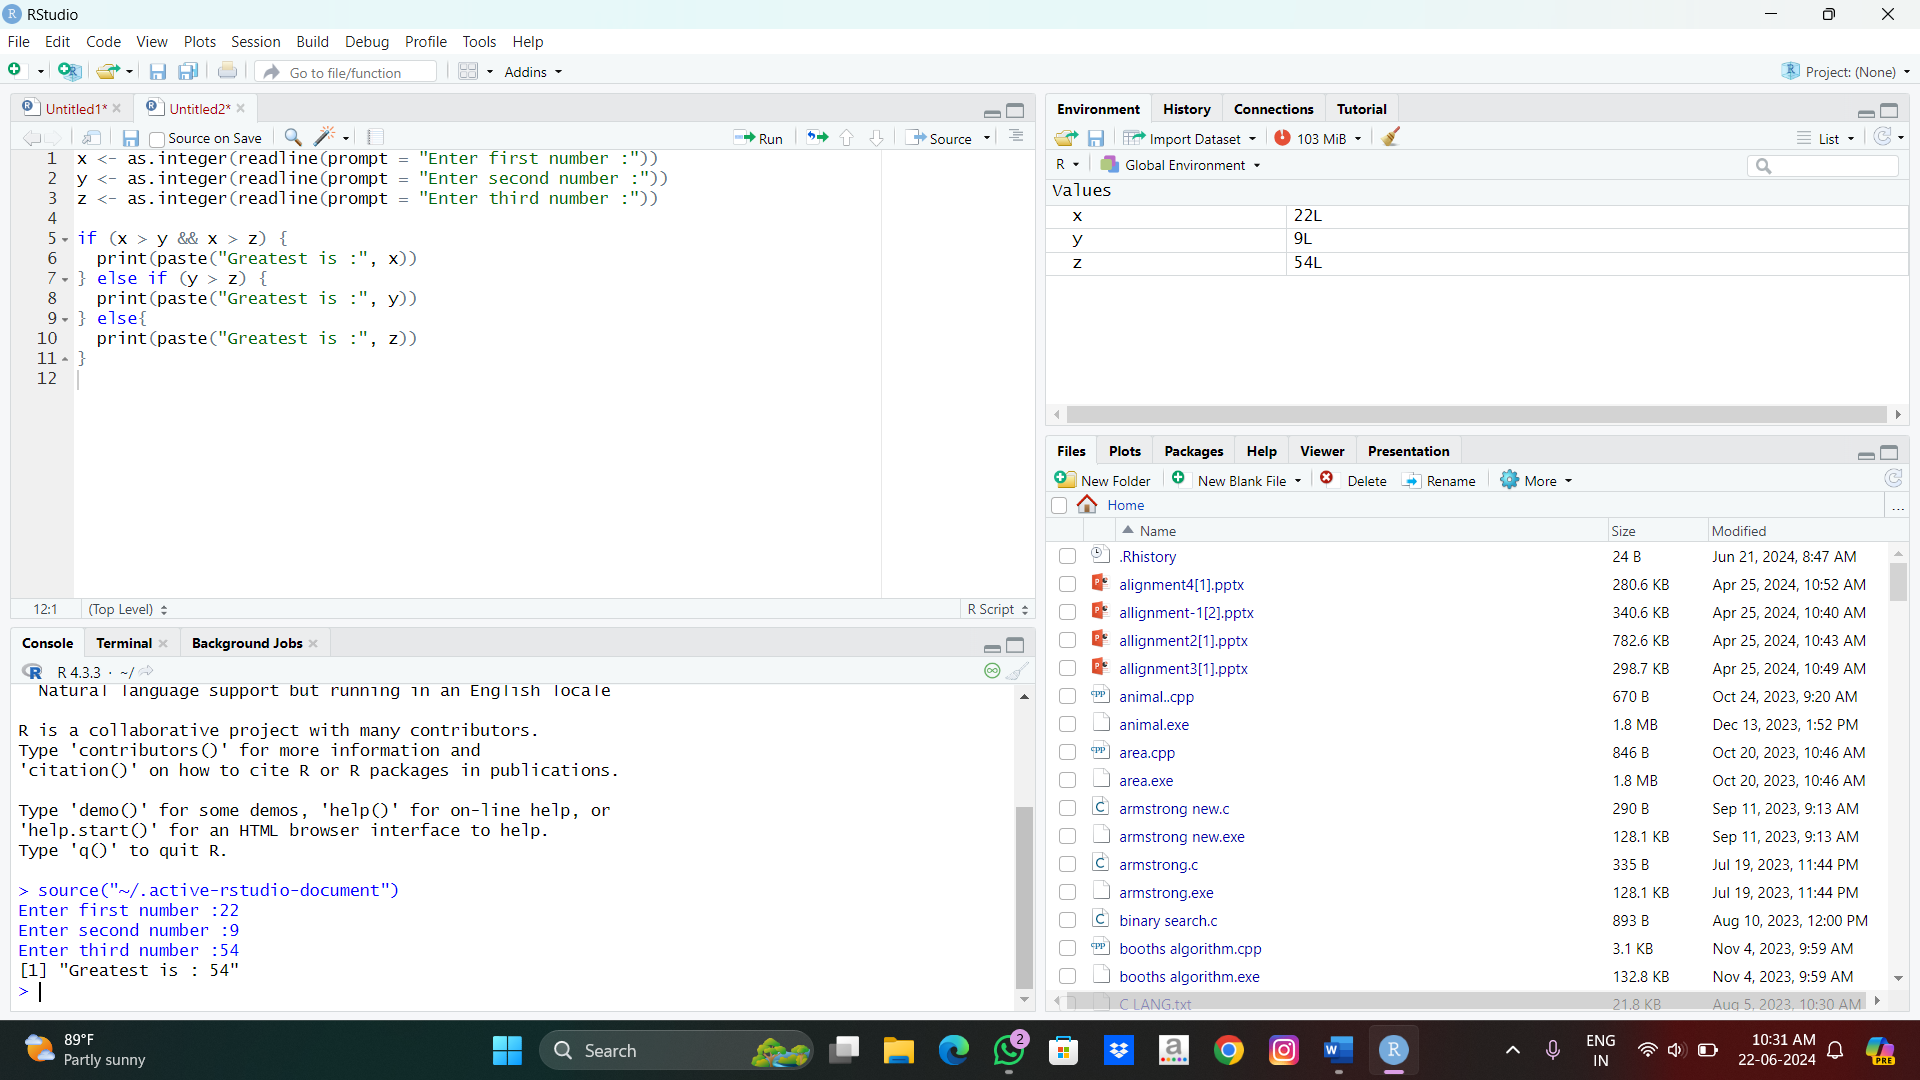 RStudio
File Edit Code View Plots Session Build Debug Profile Tools Help
Go to file/function Addins Project: (None)
Untitled1* Untitled2*
Source on Save Run Source
1 x <- as.integer(readline(prompt = "Enter first number :"))
2 y <- as.integer(readline(prompt = "Enter second number :"))
3 z <- as.integer(readline(prompt = "Enter third number :"))
4
5 if (x > y && x > z) {
6 print(paste("Greatest is :", x))
7 } else if (y > z) {
8 print(paste("Greatest is :", y))
9 } else{
10 print(paste("Greatest is :", z))
11 }
12
12:1 (Top Level) R Script
Console Terminal Background Jobs
R 4.3.3 · ~/
Natural language support but running in an English locale
R is a collaborative project with many contributors.
Type 'contributors()' for more information and
'citation()' on how to cite R or R packages in publications.
Type 'demo()' for some demos, 'help()' for on-line help, or
'help.start()' for an HTML browser interface to help.
Type 'q()' to quit R.
> source("~/.active-rstudio-document")
Enter first number :22
Enter second number :9
Enter third number :54
[1] "Greatest is : 54"
>
Environment History Connections Tutorial
Import Dataset 103 MiB List
R Global Environment
Values
x 22L
y 9L
z 54L
Files Plots Packages Help Viewer Presentation
New Folder New Blank File Delete Rename More
Home ...
Name Size Modified
.Rhistory 24 B Jun 21, 2024, 8:47 AM
alignment4[1].pptx 280.6 KB Apr 25, 2024, 10:52 AM
allignment-1[2].pptx 340.6 KB Apr 25, 2024, 10:40 AM
allignment2[1].pptx 782.6 KB Apr 25, 2024, 10:43 AM
allignment3[1].pptx 298.7 KB Apr 25, 2024, 10:49 AM
animal..cpp 670 B Oct 24, 2023, 9:20 AM
animal.exe 1.8 MB Dec 13, 2023, 1:52 PM
area.cpp 846 B Oct 20, 2023, 10:46 AM
area.exe 1.8 MB Oct 20, 2023, 10:46 AM
armstrong new.c 290 B Sep 11, 2023, 9:13 AM
armstrong new.exe 128.1 KB Sep 11, 2023, 9:13 AM
armstrong.c 335 B Jul 19, 2023, 11:44 PM
armstrong.exe 128.1 KB Jul 19, 2023, 11:44 PM
binary search.c 893 B Aug 10, 2023, 12:00 PM
booths algorithm.cpp 3.1 KB Nov 4, 2023, 9:59 AM
booths algorithm.exe 132.8 KB Nov 4, 2023, 9:59 AM
C LANG.txt 21.8 KB Aug 5, 2023, 10:30 AM
89°F
Partly sunny
Search
2
ENG
IN
10:31 AM
22-06-2024
PRE